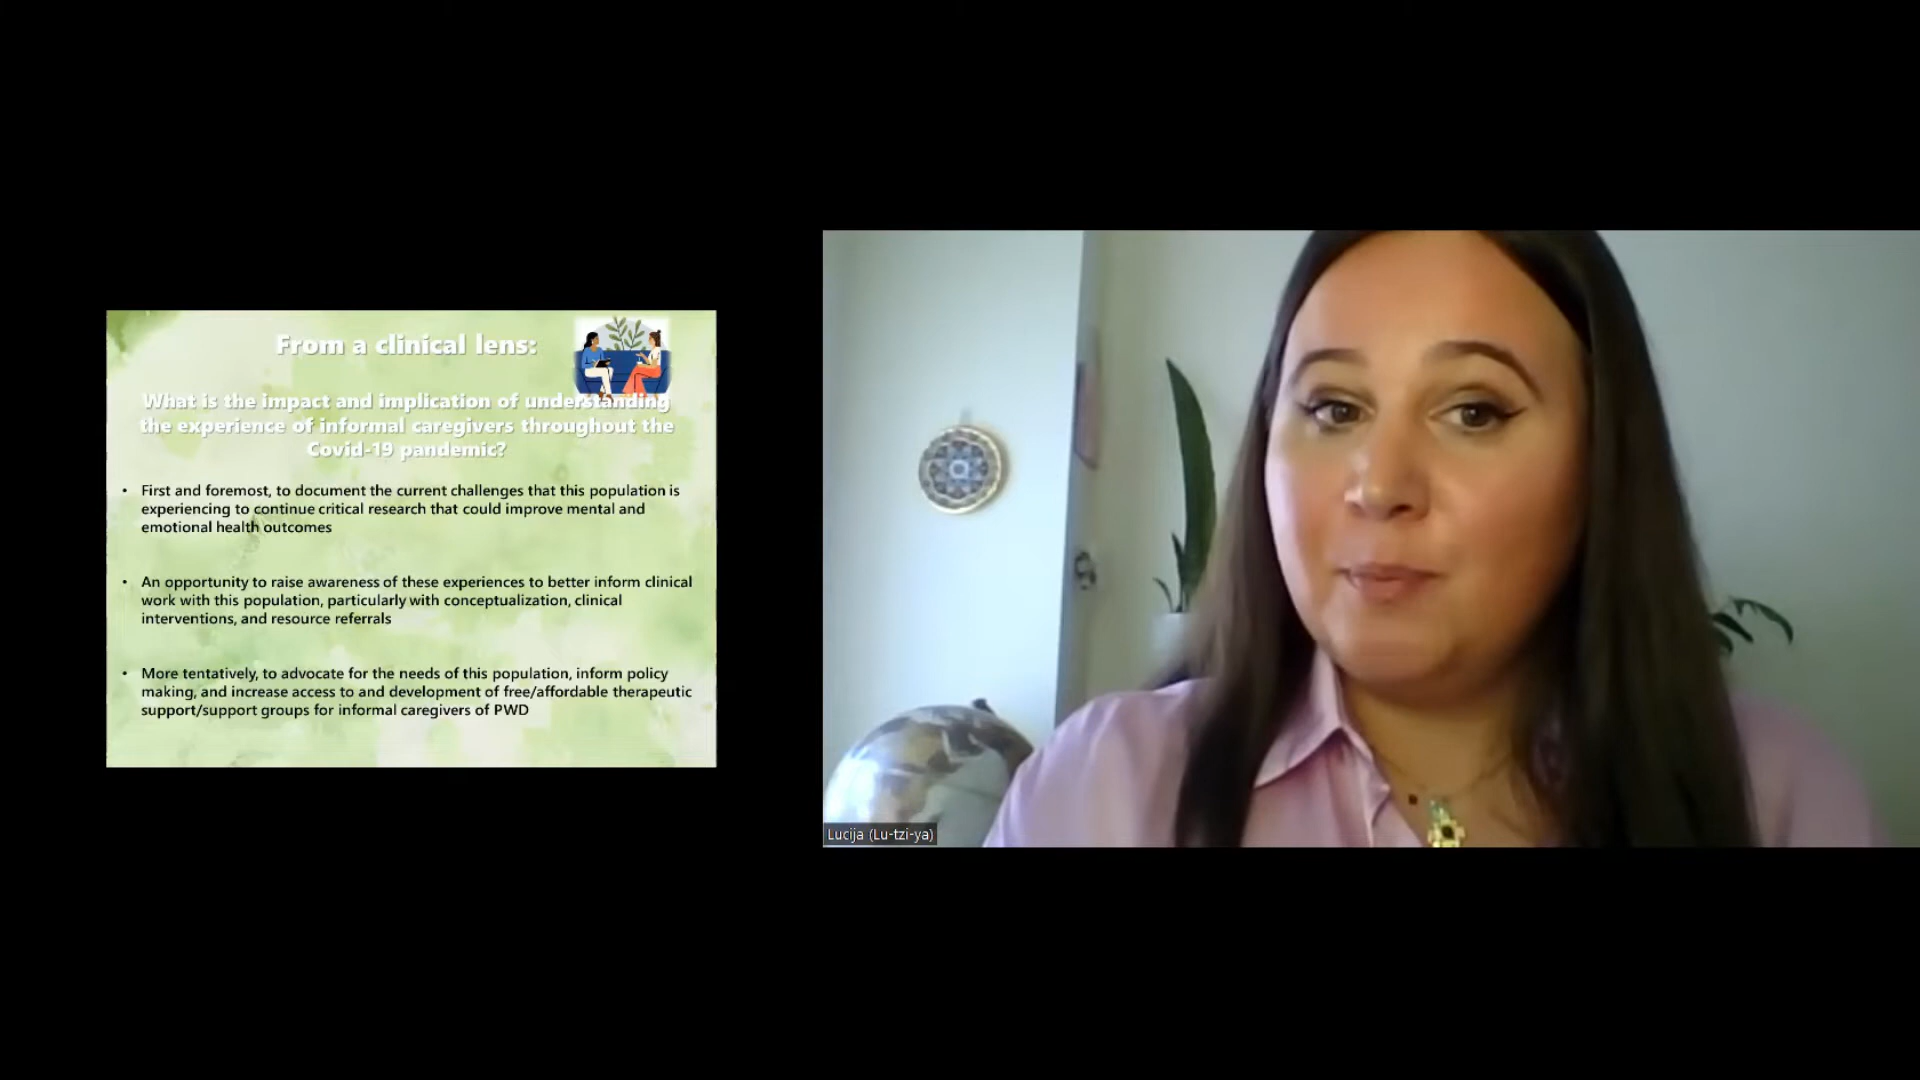 From a clinical lens:
What is the impact and implication of understanding
the experience of informal caregivers throughout the
Covid-19 pandemic?
• First and foremost, to document the current challenges that this population is
experiencing to continue critical research that could improve mental and
emotional health outcomes
• An opportunity to raise awareness of these experiences to better inform clinical
work with this population, particularly with conceptualization, clinical
interventions, and resource referrals
• More tentatively, to advocate for the needs of this population, inform policy
making, and increase access to and development of free/affordable therapeutic
support/support groups for informal caregivers of PWD
Lucija (Lu-tzi-ya)